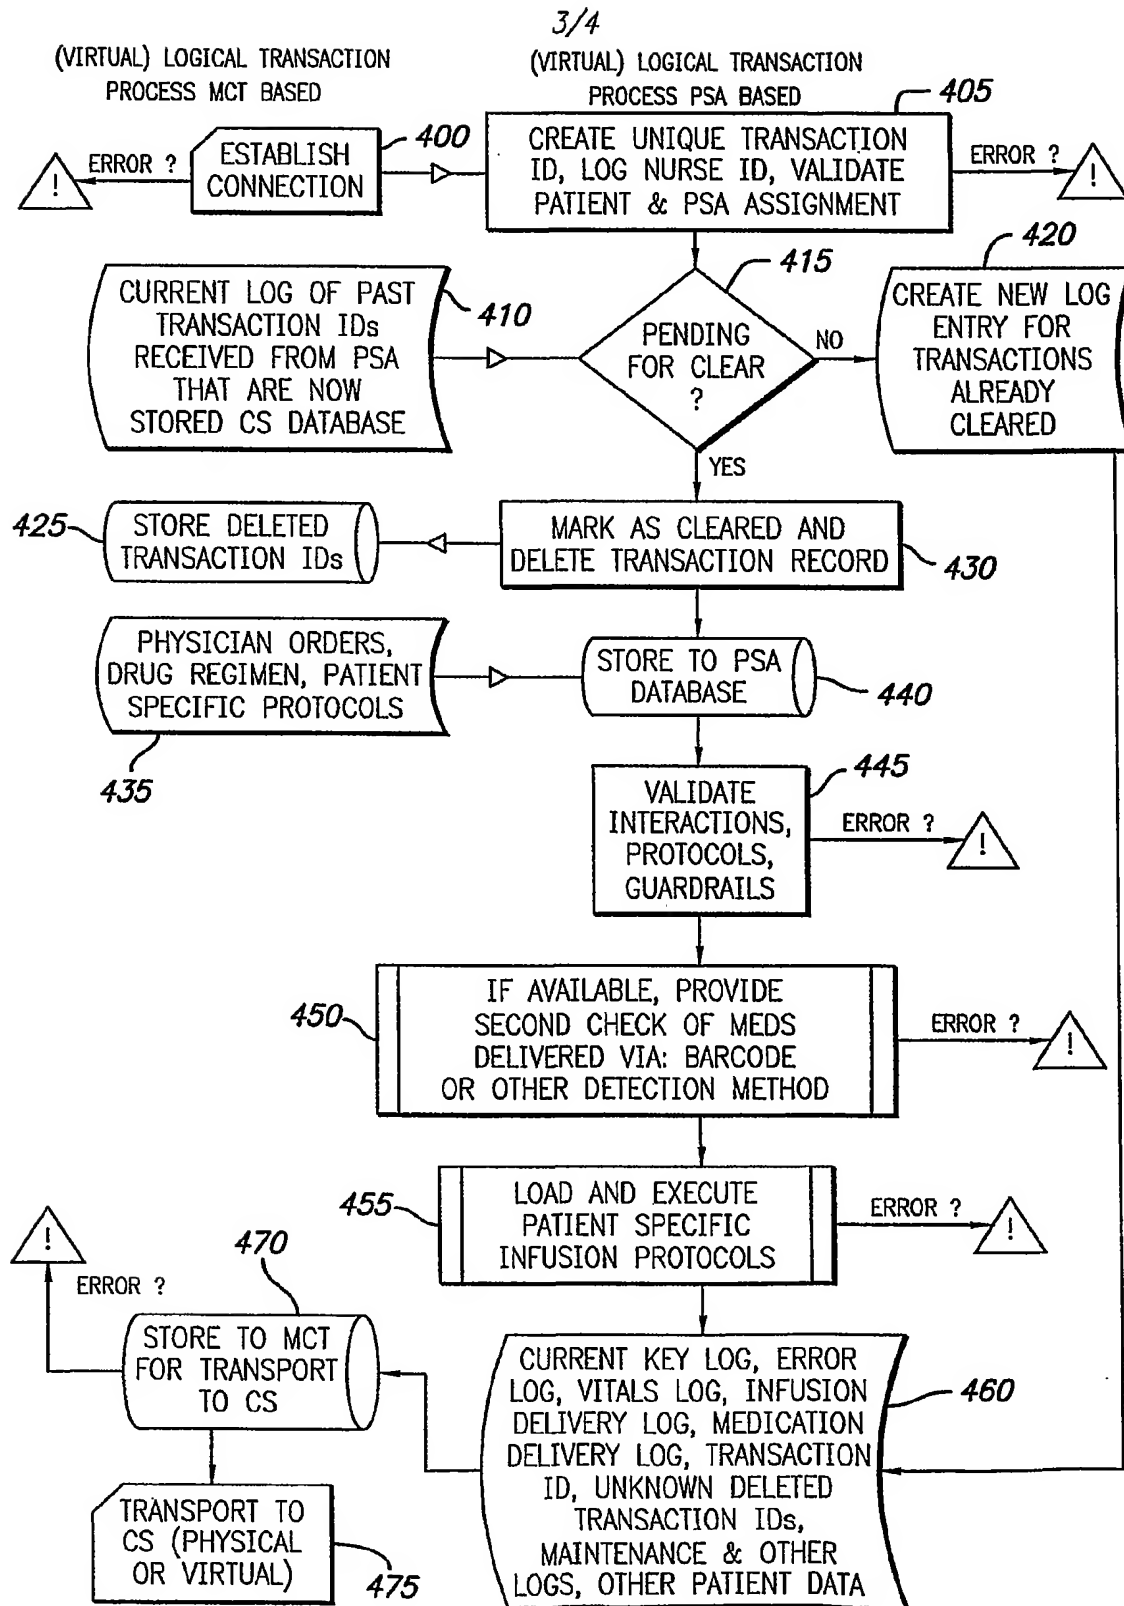 3/4
(VIRTUAL) LOGICAL TRANSACTION
PROCESS MCT BASED
(VIRTUAL) LOGICAL TRANSACTION
PROCESS PSA BASED
405
400
ERROR ?
!
ESTABLISH
CONNECTION
CREATE UNIQUE TRANSACTION
ID, LOG NURSE ID, VALIDATE
PATIENT & PSA ASSIGNMENT
ERROR ?
!
415
420
CURRENT LOG OF PAST
TRANSACTION IDs
RECEIVED FROM PSA
THAT ARE NOW
STORED CS DATABASE
410
PENDING
FOR CLEAR
?
NO
CREATE NEW LOG
ENTRY FOR
TRANSACTIONS
ALREADY
CLEARED
YES
425
STORE DELETED
TRANSACTION IDs
MARK AS CLEARED AND
DELETE TRANSACTION RECORD
430
PHYSICIAN ORDERS,
DRUG REGIMEN, PATIENT
SPECIFIC PROTOCOLS
435
STORE TO PSA
DATABASE
440
445
VALIDATE
INTERACTIONS,
PROTOCOLS,
GUARDRAILS
ERROR ?
!
450
IF AVAILABLE, PROVIDE
SECOND CHECK OF MEDS
DELIVERED VIA: BARCODE
OR OTHER DETECTION METHOD
ERROR ?
!
455
LOAD AND EXECUTE
PATIENT SPECIFIC
INFUSION PROTOCOLS
ERROR ?
!
!
ERROR ?
470
STORE TO MCT
FOR TRANSPORT
TO CS
CURRENT KEY LOG, ERROR
LOG, VITALS LOG, INFUSION
DELIVERY LOG, MEDICATION
DELIVERY LOG, TRANSACTION
ID, UNKNOWN DELETED
TRANSACTION IDs,
MAINTENANCE & OTHER
LOGS, OTHER PATIENT DATA
460
TRANSPORT TO
CS (PHYSICAL
OR VIRTUAL)
475